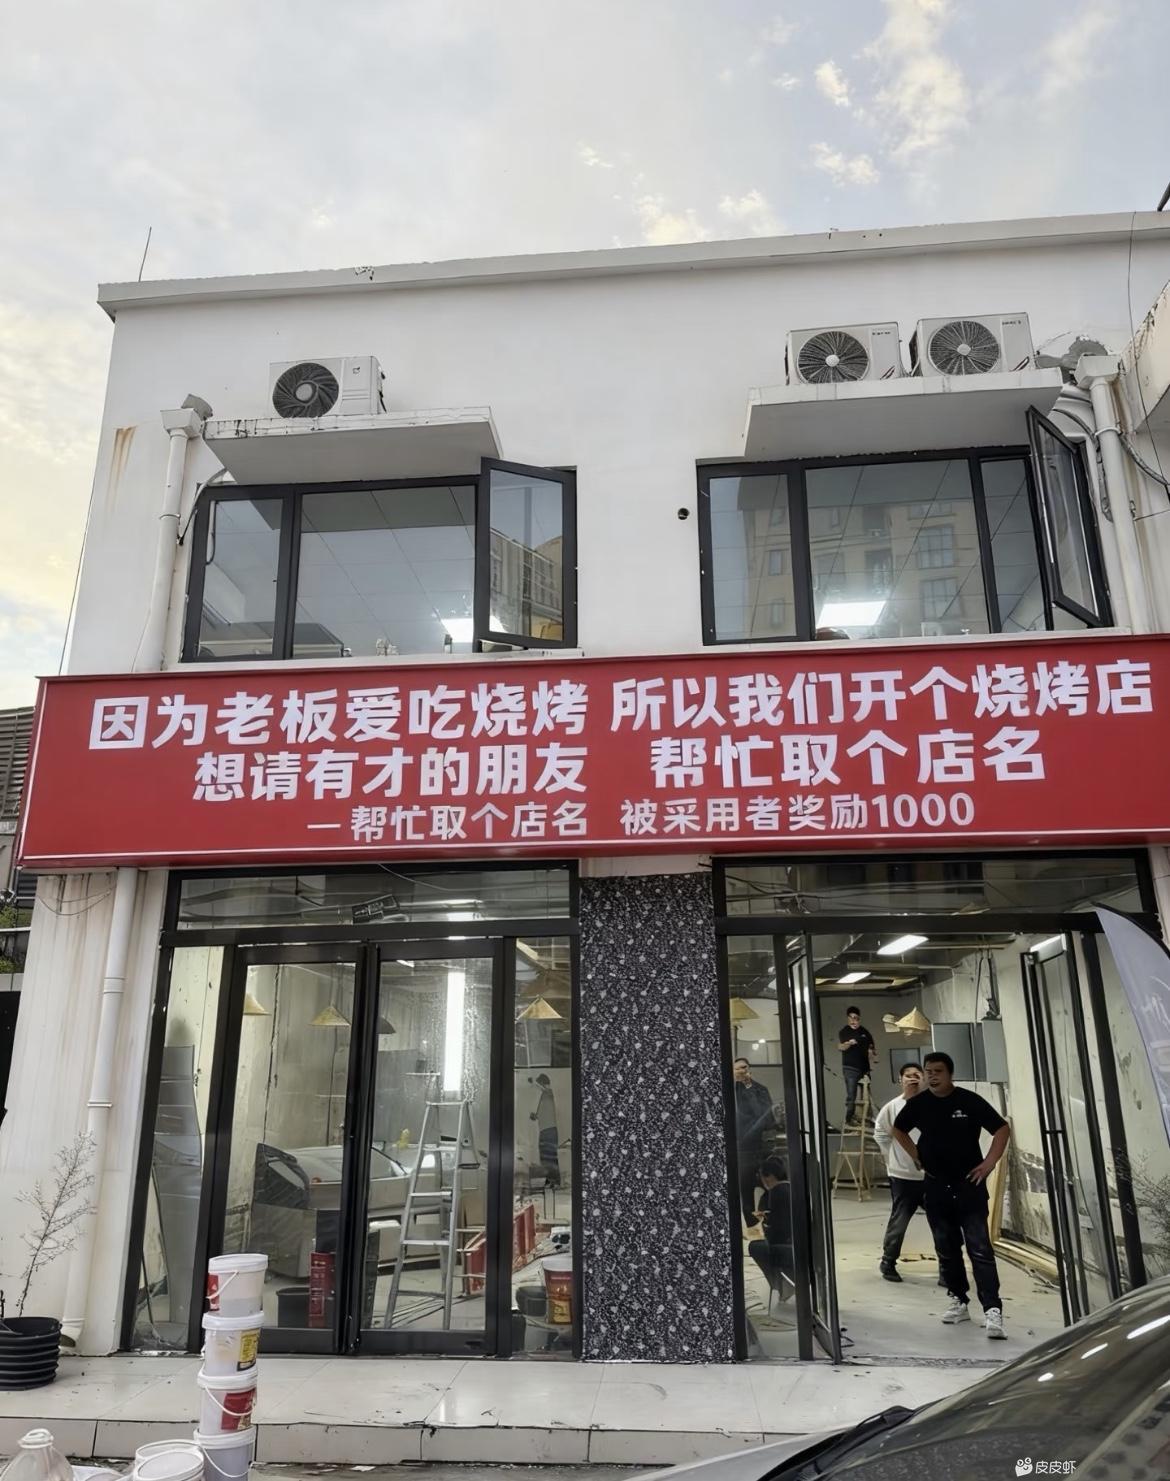 因为老板爱吃烧烤 所以我们开个烧烤店
想请有才的朋友 帮忙取个店名
—帮忙取个店名 被采用者奖励1000
皮皮虾